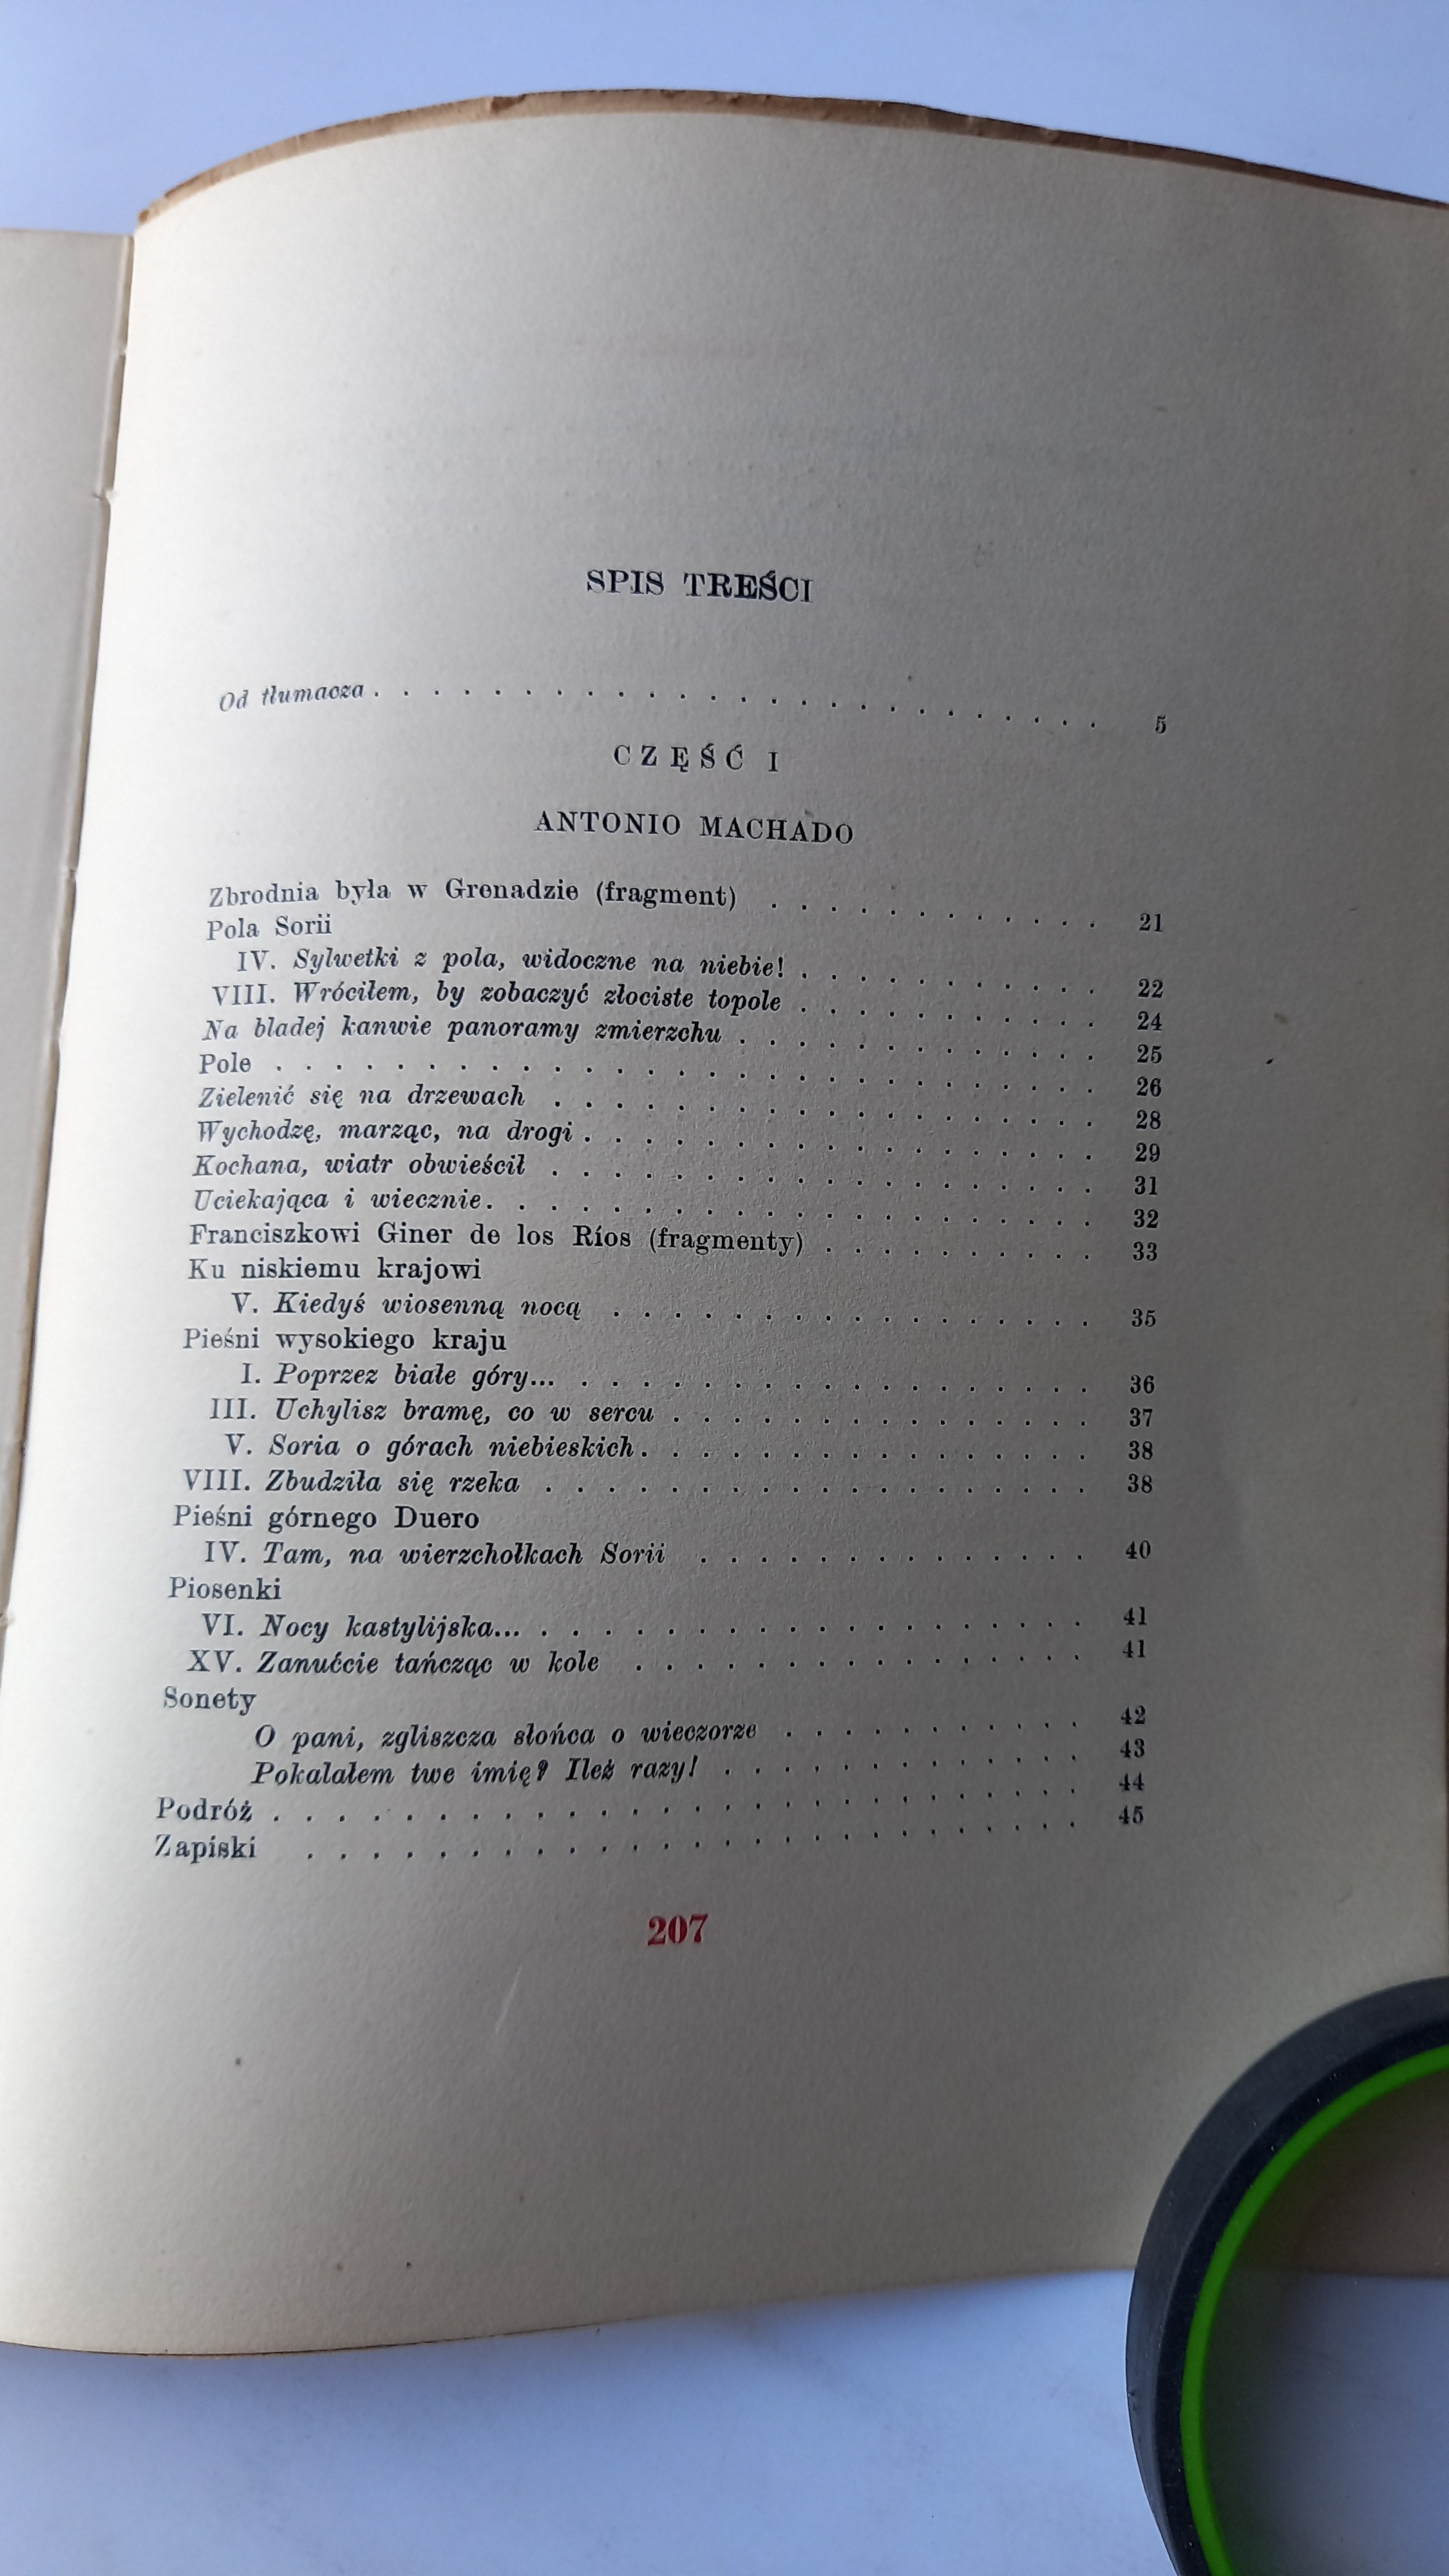 SPIS TREŚCI
Od tłumacza . . . . . . . . . . . . . . . . . . . . . . . . 5
CZĘŚĆ I
ANTONIO MACHADO
Zbrodnia była w Grenadzie (fragment) . . . . . . . . . . . 21
Pola Sorii
IV. Sylwetki z pola, widoczne na niebie! . . . . . . . . . . 22
VIII. Wróciłem, by zobaczyć złociste topole . . . . . . . . . . 24
Na bladej kanwie panoramy zmierzchu . . . . . . . . . . . . 25
Pole . . . . . . . . . . . . . . . . . . . . . . . . . . . 26
Zielenić się na drzewach . . . . . . . . . . . . . . . . . . 28
Wychodzę, marząc, na drogi . . . . . . . . . . . . . . . . . 29
Kochana, wiatr obwieścił . . . . . . . . . . . . . . . . . . 31
Uciekająca i wiecznie . . . . . . . . . . . . . . . . . . . . 32
Franciszkowi Giner de los Ríos (fragmenty) . . . . . . . . . 33
Ku niskiemu krajowi
V. Kiedyś wiosenną nocą . . . . . . . . . . . . . . . . 35
Pieśni wysokiego kraju
I. Poprzez białe góry... . . . . . . . . . . . . . . . . . 36
III. Uchylisz bramę, co w sercu . . . . . . . . . . . . . . 37
V. Soria o górach niebieskich . . . . . . . . . . . . . . . 38
VIII. Zbudziła się rzeka . . . . . . . . . . . . . . . . . . 38
Pieśni górnego Duero
IV. Tam, na wierzchołkach Sorii . . . . . . . . . . . . . 40
Piosenki
VI. Nocy kastylijska... . . . . . . . . . . . . . . . . . . . 41
XV. Zanućcie tańcząc w kole . . . . . . . . . . . . . . . 41
Sonety
O pani, zgliszcza słońca o wieczorze . . . . . . . . . . 42
Pokalałem twe imię? Ileż razy! . . . . . . . . . . . . 43
Podróż . . . . . . . . . . . . . . . . . . . . . . . . . . 44
Zapiski . . . . . . . . . . . . . . . . . . . . . . . . . 45
207